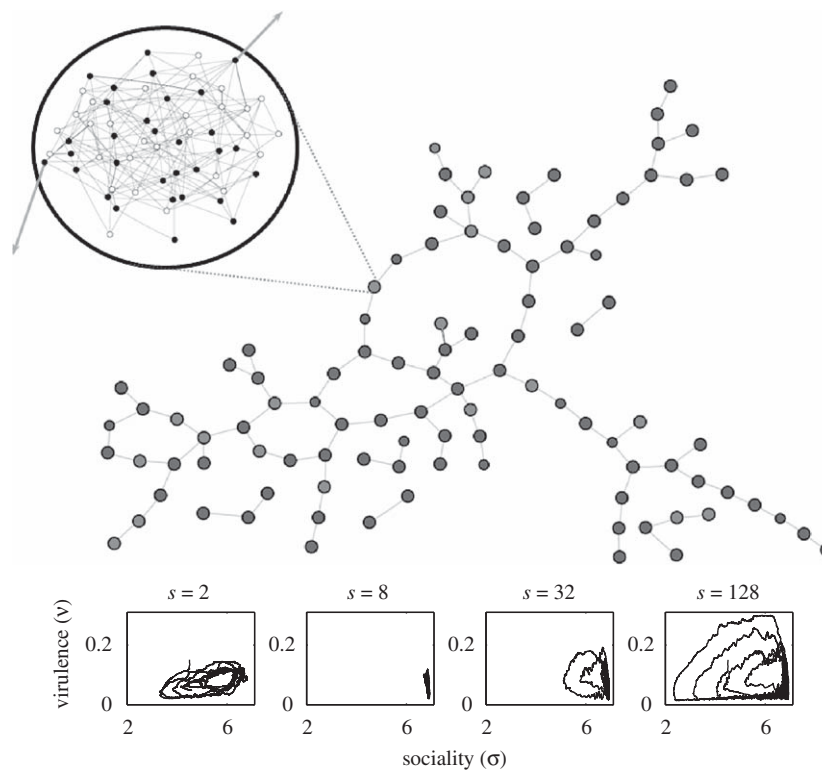 s = 2 s = 8 s = 32 s = 128
virulence (ν)
0.2 0.2 0.2 0.2
0 0 0 0
2 6 2 6 2 6 2 6
sociality (σ)